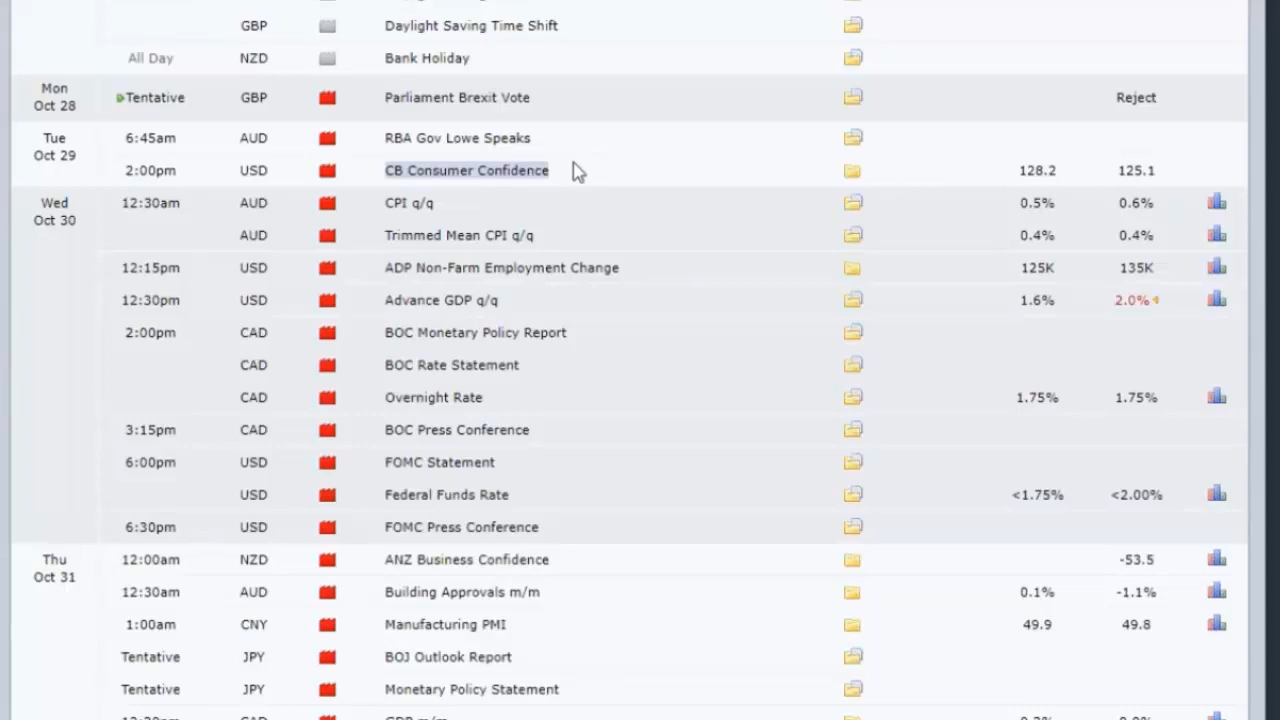 GBP Daylight Saving Time Shift
All Day NZD Bank Holiday
Mon Oct 28 Tentative GBP Parliament Brexit Vote Reject
Tue Oct 29 6:45am AUD RBA Gov Lowe Speaks
2:00pm USD CB Consumer Confidence 128.2 125.1
Wed Oct 30 12:30am AUD CPI q/q 0.5% 0.6%
AUD Trimmed Mean CPI q/q 0.4% 0.4%
12:15pm USD ADP Non-Farm Employment Change 125K 135K
12:30pm USD Advance GDP q/q 1.6% 2.0%
2:00pm CAD BOC Monetary Policy Report
CAD BOC Rate Statement
CAD Overnight Rate 1.75% 1.75%
3:15pm CAD BOC Press Conference
6:00pm USD FOMC Statement
USD Federal Funds Rate <1.75% <2.00%
6:30pm USD FOMC Press Conference
Thu Oct 31 12:00am NZD ANZ Business Confidence -53.5
12:30am AUD Building Approvals m/m 0.1% -1.1%
1:00am CNY Manufacturing PMI 49.9 49.8
Tentative JPY BOJ Outlook Report
Tentative JPY Monetary Policy Statement